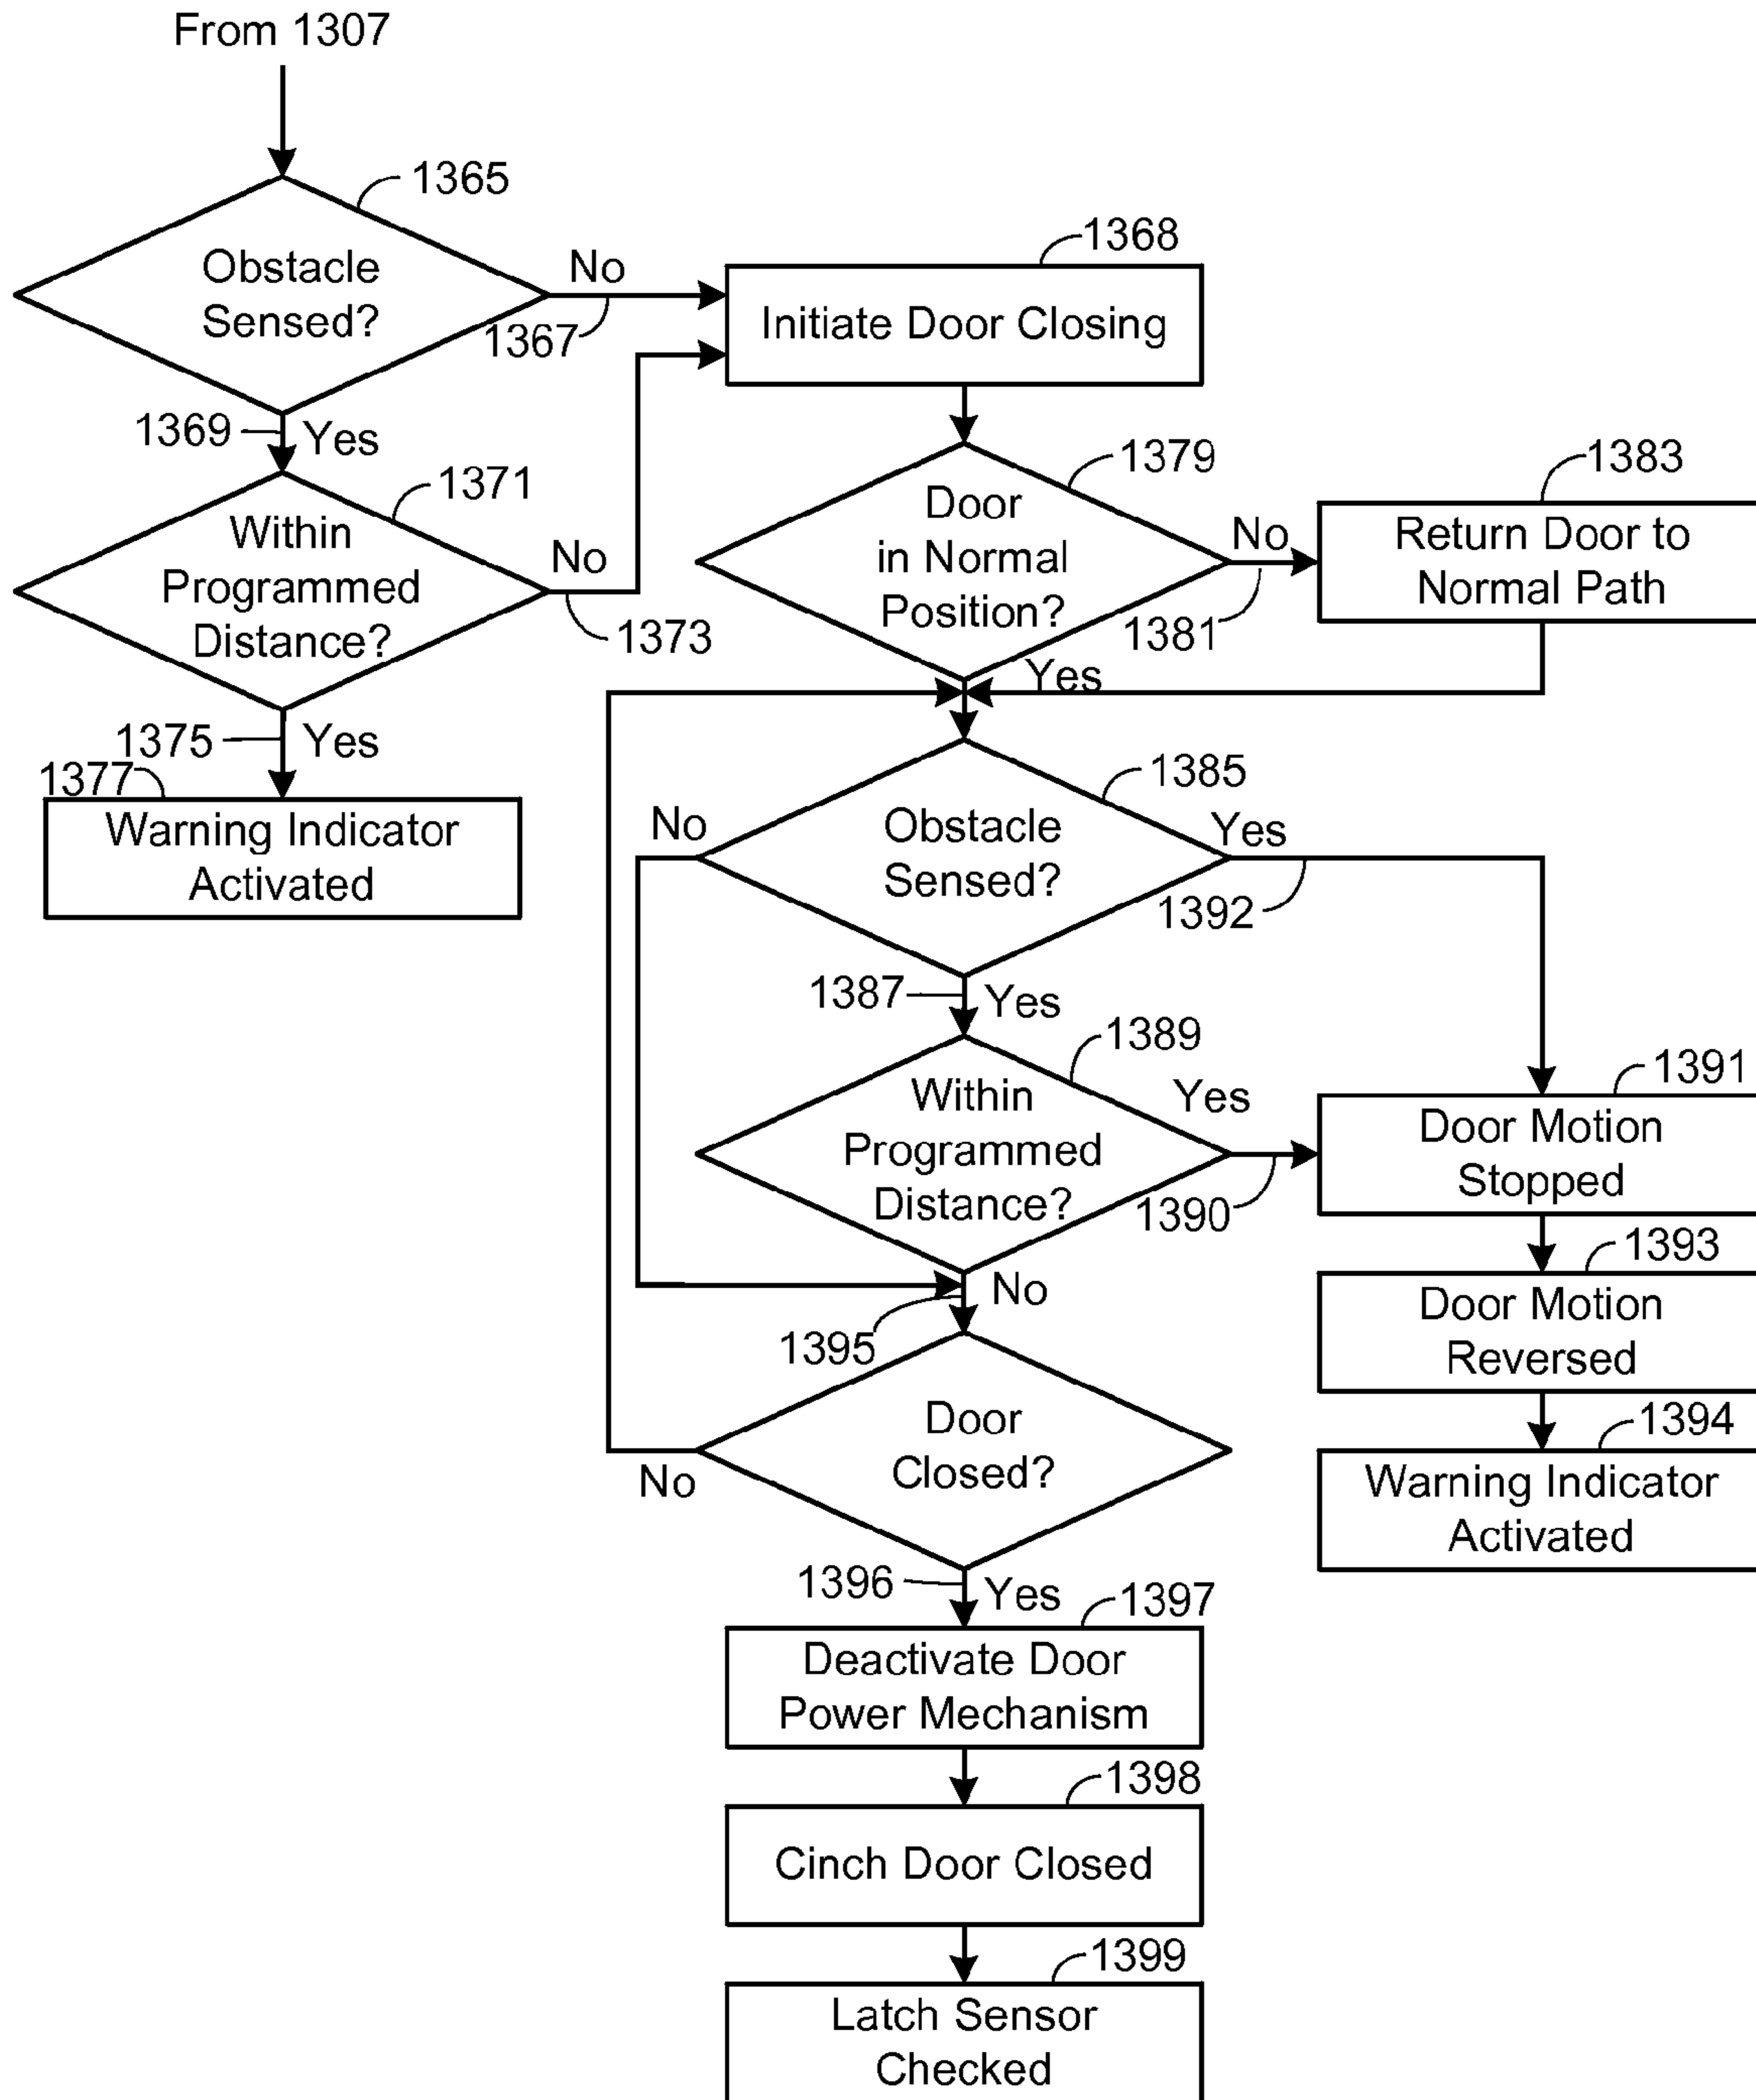 From 1307
1365
Obstacle
Sensed?
No
1367
1368
Initiate Door Closing
1369
Yes
1371
Within
Programmed
Distance?
No
1373
1375
Yes
1377
Warning Indicator
Activated
1379
Door
in Normal
Position?
No
1381
1383
Return Door to
Normal Path
Yes
1385
Obstacle
Sensed?
No
Yes
1392
1387
Yes
1389
Within
Programmed
Distance?
Yes
1390
1391
Door Motion
Stopped
1393
Door Motion
Reversed
1394
Warning Indicator
Activated
No
1395
Door
Closed?
No
1396
Yes
1397
Deactivate Door
Power Mechanism
1398
Cinch Door Closed
1399
Latch Sensor
Checked